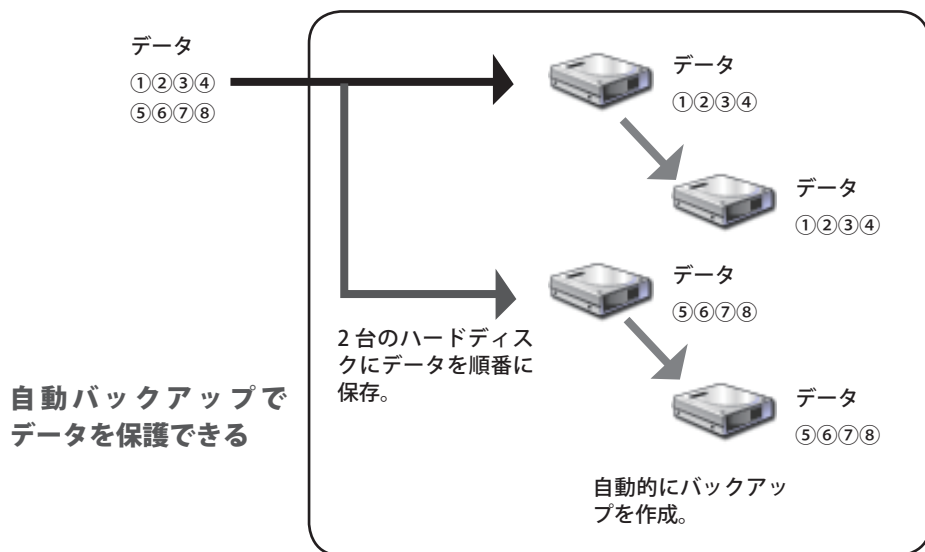 データ
①②③④
⑤⑥⑦⑧
データ
①②③④
データ
①②③④
データ
⑤⑥⑦⑧
2 台のハードディス
クにデータを順番に
保存。
自動バックアップで
データを保護できる
データ
⑤⑥⑦⑧
自動的にバックアッ
プを作成。